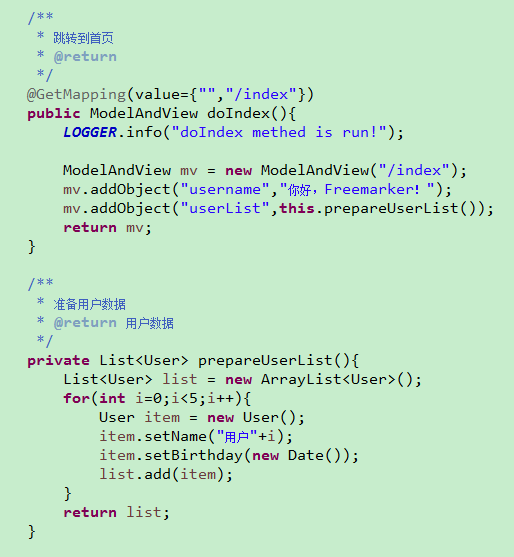 /**
 * 跳转到首页
 * @return
 */
@GetMapping(value={"","/index"})
public ModelAndView doIndex(){
    LOGGER.info("doIndex methed is run!");
    ModelAndView mv = new ModelAndView("/index");
    mv.addObject("username","你好，Freemarker！");
    mv.addObject("userList",this.prepareUserList());
    return mv;
}
/**
 * 准备用户数据
 * @return 用户数据
 */
private List<User> prepareUserList(){
    List<User> list = new ArrayList<User>();
    for(int i=0;i<5;i++){
        User item = new User();
        item.setName("用户"+i);
        item.setBirthday(new Date());
        list.add(item);
    }
    return list;
}